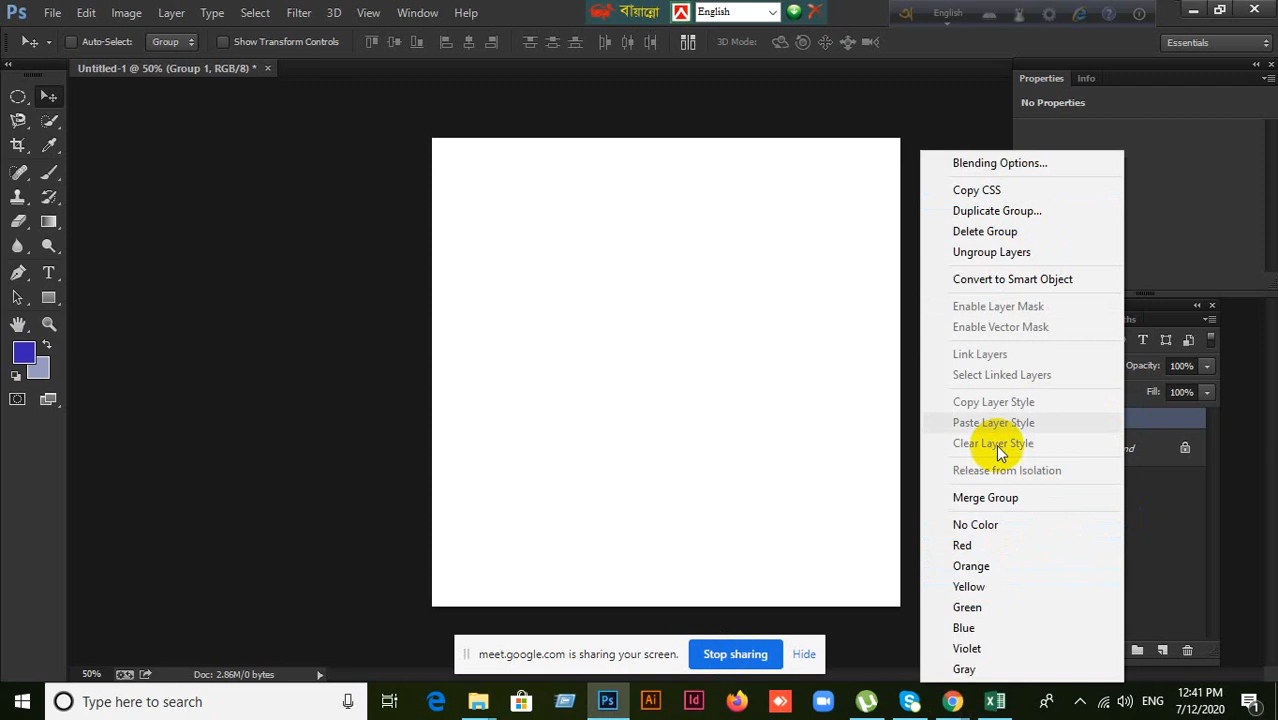 Ps File Edit Image Layer Type Select Filter 3D View Help
বায়ান্নো English
English
Auto-Select: Group Show Transform Controls 3D Mode: Essentials
Untitled-1 @ 50% (Group 1, RGB/8) * ×
Properties Info
No Properties
Blending Options...
Copy CSS
Duplicate Group...
Delete Group
Ungroup Layers
Convert to Smart Object
Enable Layer Mask
Enable Vector Mask
Link Layers
Select Linked Layers
Copy Layer Style
Paste Layer Style
Clear Layer Style
Release from Isolation
Merge Group
No Color
Red
Orange
Yellow
Green
Blue
Violet
Gray
Opacity: 100%
Fill: 100%
meet.google.com is sharing your screen. Stop sharing Hide
50% Doc: 2.86M/0 bytes
Type here to search
Ps Ai Id
ENG
12:41 PM
7/12/2020